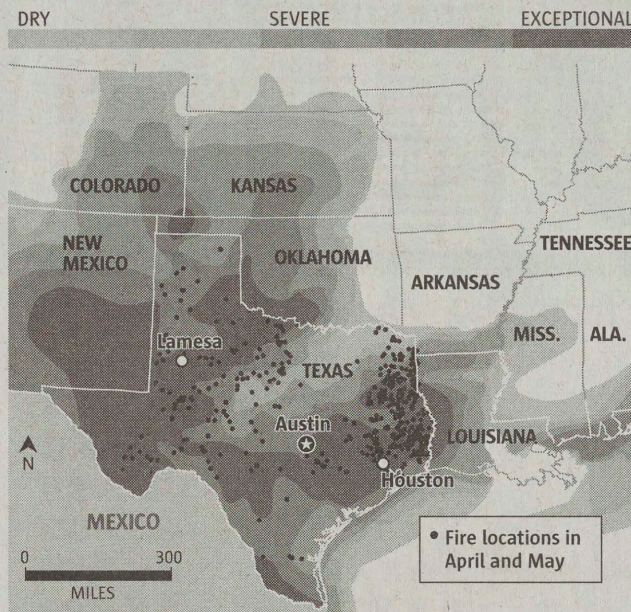 DRY SEVERE EXCEPTIONAL
COLORADO KANSAS
NEW
MEXICO
OKLAHOMA
TENNESSEE
ARKANSAS
MISS. ALA.
Lamesa
TEXAS
Austin
LOUISIANA
N
Houston
MEXICO
0 300
MILES
• Fire locations in
April and May